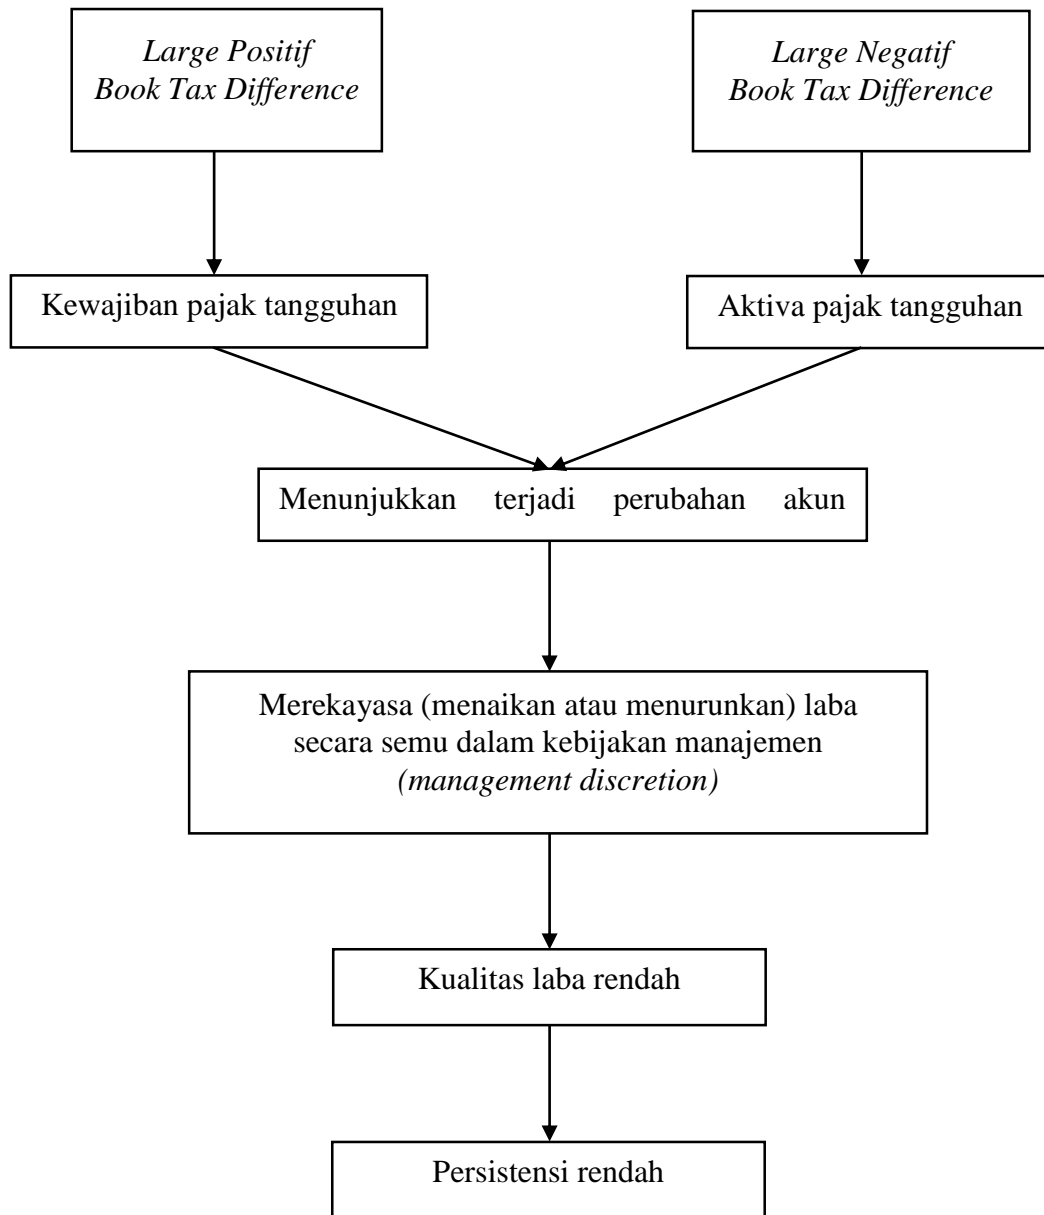 Large Positif
Book Tax Difference
Large Negatif
Book Tax Difference
Kewajiban pajak tangguhan
Aktiva pajak tangguhan
Menunjukkan terjadi perubahan akun
Merekayasa (menaikan atau menurunkan) laba
secara semu dalam kebijakan manajemen
(management discretion)
Kualitas laba rendah
Persistensi rendah